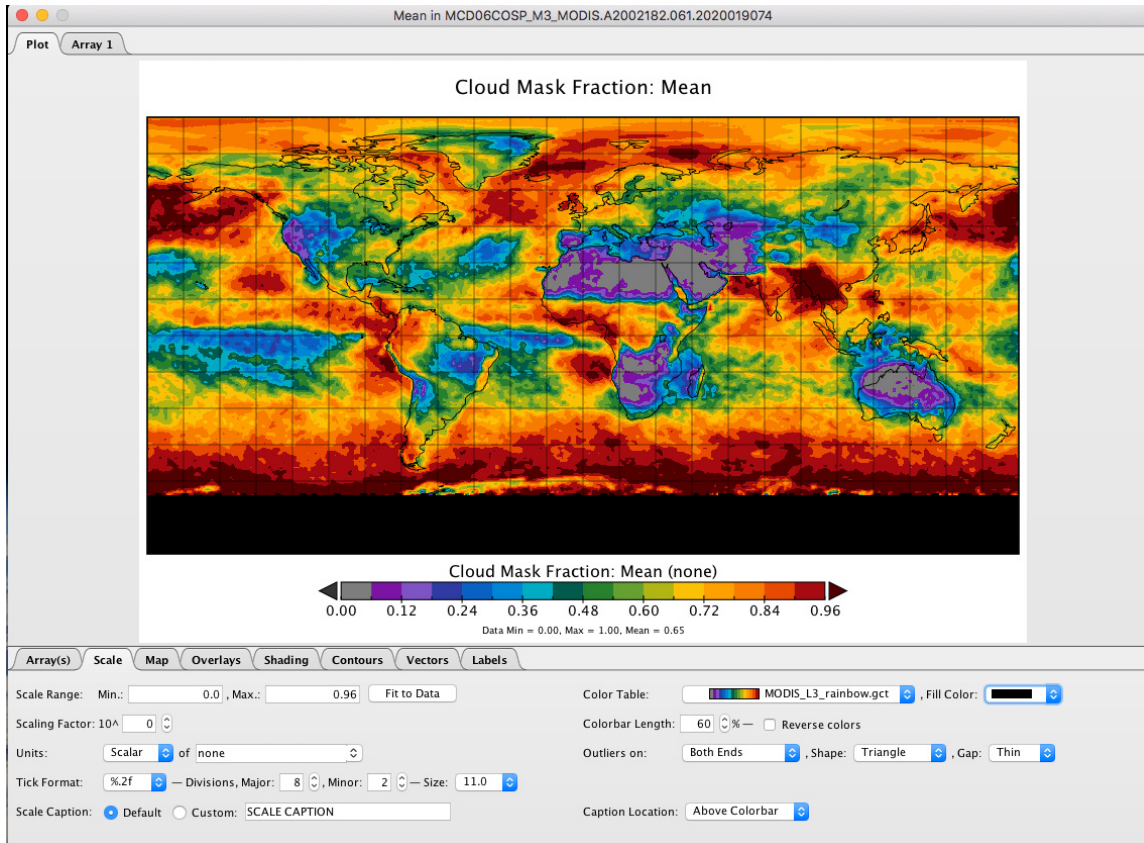 Mean in MCD06COSP_M3_MODIS.A2002182.061.2020019074
Plot Array 1
Cloud Mask Fraction: Mean
Cloud Mask Fraction: Mean (none)
0.00 0.12 0.24 0.36 0.48 0.60 0.72 0.84 0.96
Data Min = 0.00, Max = 1.00, Mean = 0.65
Array(s) Scale Map Overlays Shading Contours Vectors Labels
Scale Range: Min.: 0.0 , Max.: 0.96 Fit to Data Color Table: MODIS_L3_rainbow.gct , Fill Color:
Scaling Factor: 10^ 0 Colorbar Length: 60 % — Reverse colors
Units: Scalar of none Outliers on: Both Ends , Shape: Triangle , Gap: Thin
Tick Format: %.2f — Divisions, Major: 8 , Minor: 2 — Size: 11.0
Scale Caption: Default Custom: SCALE CAPTION Caption Location: Above Colorbar